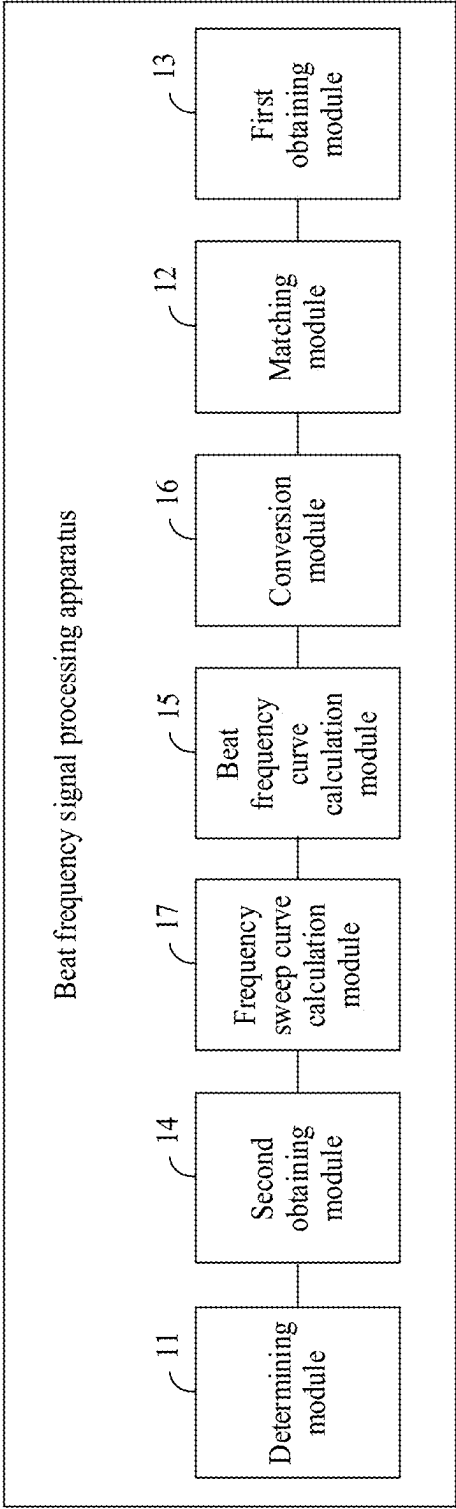 Beat frequency signal processing apparatus
11
Determining
module
14
Second
obtaining
module
17
Frequency
sweep curve
calculation
module
15
Beat
frequency
curve
calculation
module
16
Conversion
module
12
Matching
module
13
First
obtaining
module